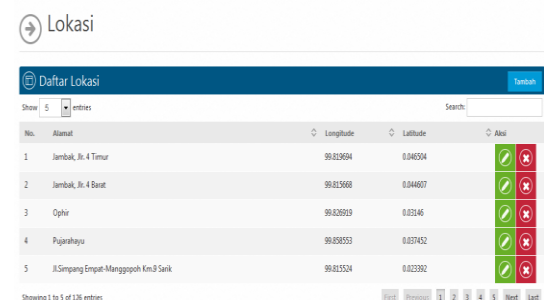 Lokasi
Daftar Lokasi Tambah
Show 5 entries Search:
No. Alamat Longitude Latitude Aksi
1 Jambak, Jlr. 4 Timur 99.819694 0.046504
2 Jambak, Jlr. 4 Barat 99.815668 0.044607
3 Ophir 99.826919 0.03146
4 Pujarahayu 99.858553 0.037452
5 Jl.Simpang Empat-Manggopoh Km.9 Sarik 99.815524 0.023392
Showing 1 to 5 of 126 entries First Previous 1 2 3 4 5 Next Last